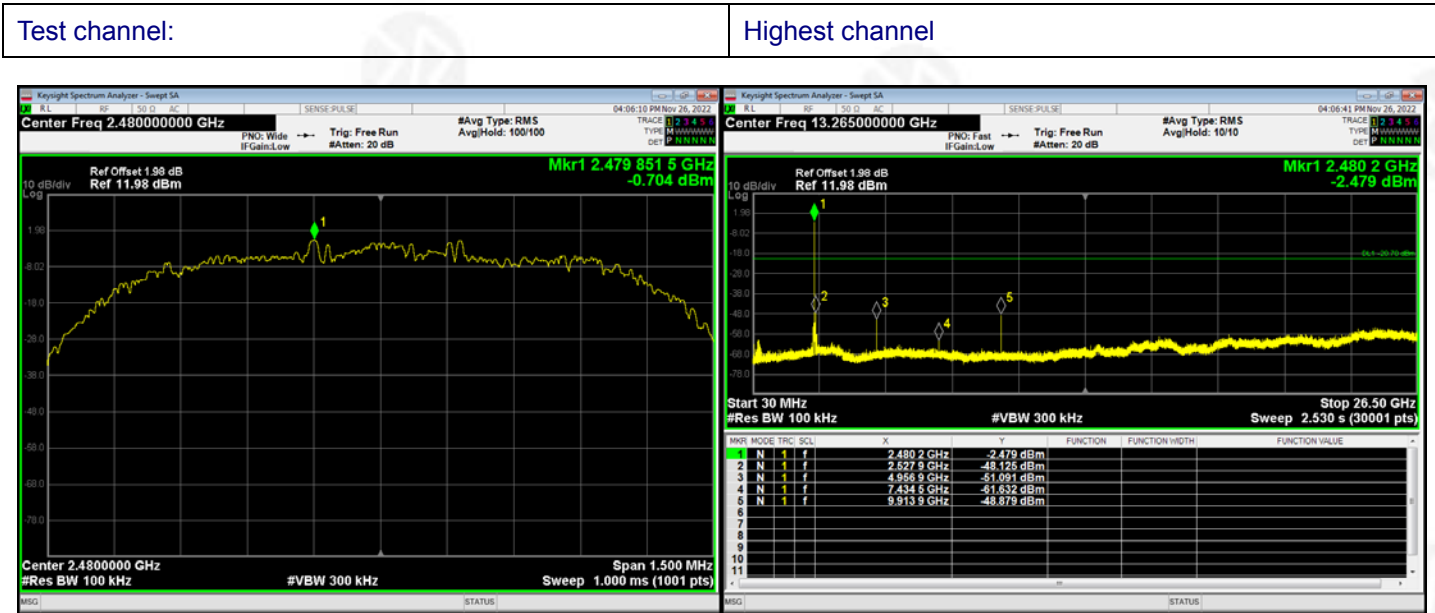 Test channel:
Highest channel
Keysight Spectrum Analyzer - Swept SA
RL RF 50 Ω AC SENSE:PULSE 04:06:10 PM Nov 26, 2022
Center Freq 2.480000000 GHz
PNO: Wide
IFGain:Low
Trig: Free Run
#Atten: 20 dB
#Avg Type: RMS
Avg|Hold: 100/100
TRACE 1 2 3 4 5 6
TYPE M WWWWW
DET P N N N N N
Mkr1 2.479 851 5 GHz
-0.704 dBm
Ref Offset 1.98 dB
10 dB/div Ref 11.98 dBm
Log
1.98
-8.02
-18.0
-28.0
-38.0
-48.0
-58.0
-68.0
-78.0
1
Center 2.4800000 GHz Span 1.500 MHz
#Res BW 100 kHz #VBW 300 kHz Sweep 1.000 ms (1001 pts)
MSG STATUS
Keysight Spectrum Analyzer - Swept SA
RL RF 50 Ω AC SENSE:PULSE 04:06:41 PM Nov 26, 2022
Center Freq 13.265000000 GHz
PNO: Fast
IFGain:Low
Trig: Free Run
#Atten: 20 dB
#Avg Type: RMS
Avg|Hold: 10/10
TRACE 1 2 3 4 5 6
TYPE M WWWWW
DET P N N N N N
Mkr1 2.480 2 GHz
-2.479 dBm
Ref Offset 1.98 dB
10 dB/div Ref 11.98 dBm
Log
1.98
-8.02
-18.0
-28.0
-38.0
-48.0
-58.0
-68.0
-78.0
DL1 -20.70 dBm
1
2
3
4
5
Start 30 MHz Stop 26.50 GHz
#Res BW 100 kHz #VBW 300 kHz Sweep 2.530 s (30001 pts)
MKR MODE TRC SCL X Y FUNCTION FUNCTION WIDTH FUNCTION VALUE
1 N 1 f 2.480 2 GHz -2.479 dBm
2 N 1 f 2.527 9 GHz -48.125 dBm
3 N 1 f 4.956 9 GHz -51.091 dBm
4 N 1 f 7.434 5 GHz -61.632 dBm
5 N 1 f 9.913 9 GHz -48.879 dBm
6
7
8
9
10
11
MSG STATUS